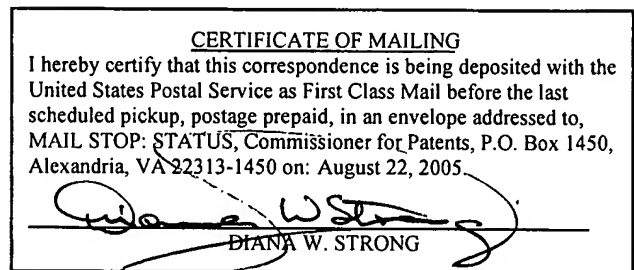 CERTIFICATE OF MAILING
I hereby certify that this correspondence is being deposited with the
United States Postal Service as First Class Mail before the last
scheduled pickup, postage prepaid, in an envelope addressed to,
MAIL STOP: STATUS, Commissioner for Patents, P.O. Box 1450,
Alexandria, VA 22313-1450 on: August 22, 2005.
Diana W Strong
DIANA W. STRONG